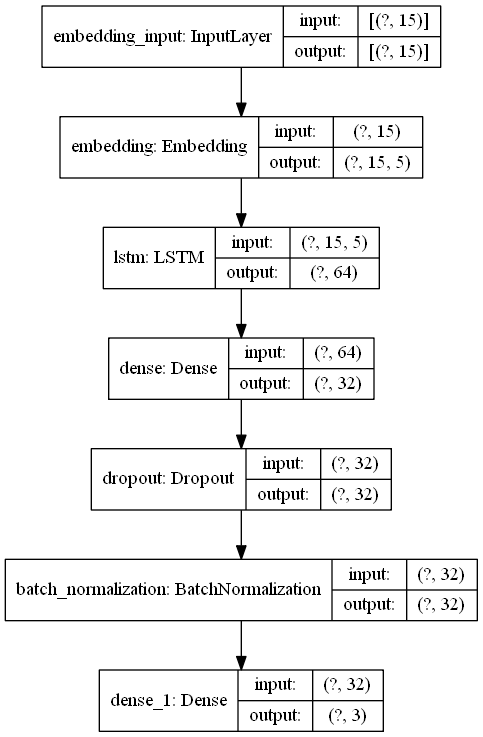 embedding_input: InputLayer
input: [(?, 15)]
output: [(?, 15)]
embedding: Embedding
input: (?, 15)
output: (?, 15, 5)
lstm: LSTM
input: (?, 15, 5)
output: (?, 64)
dense: Dense
input: (?, 64)
output: (?, 32)
dropout: Dropout
input: (?, 32)
output: (?, 32)
batch_normalization: BatchNormalization
input: (?, 32)
output: (?, 32)
dense_1: Dense
input: (?, 32)
output: (?, 3)